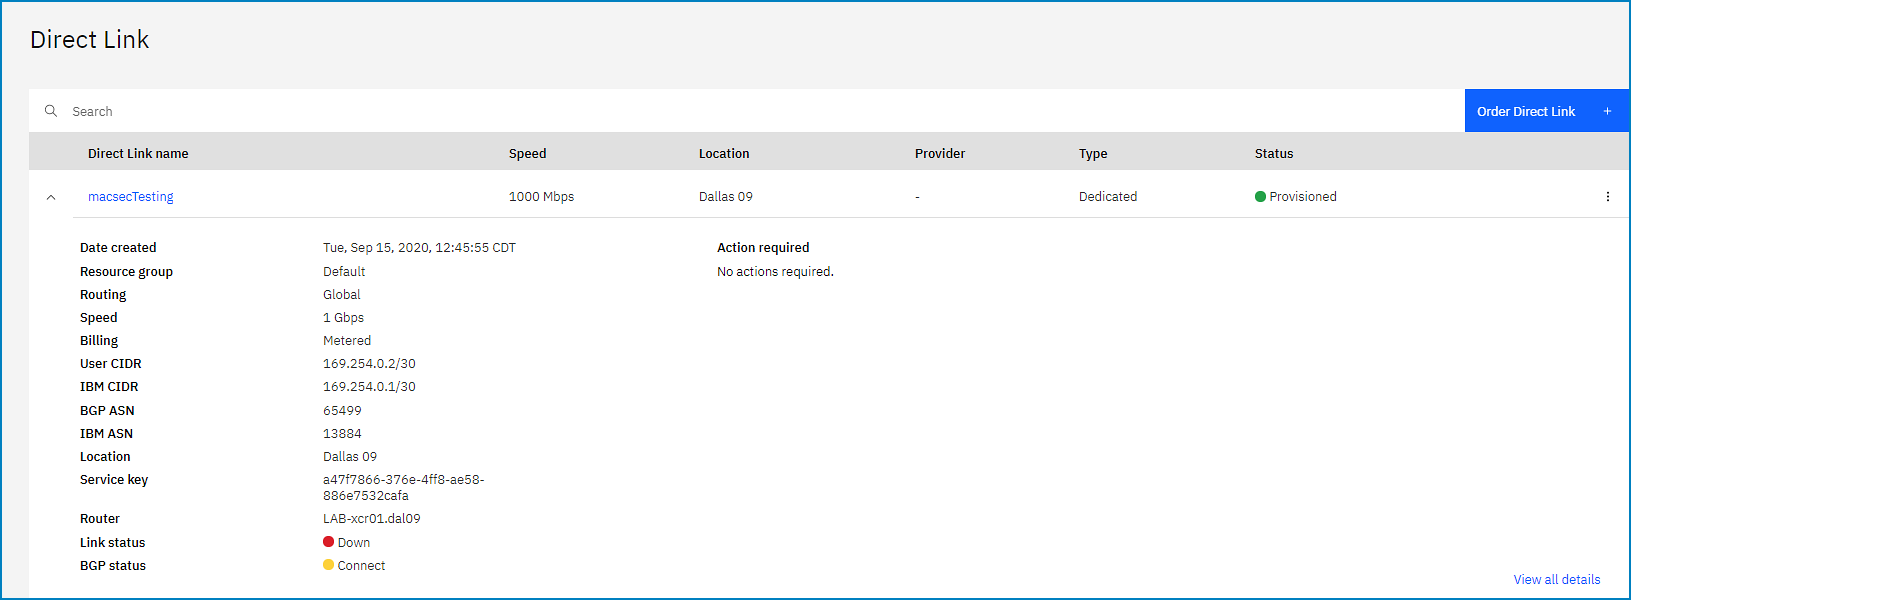 Direct Link
Search
Order Direct Link +
Direct Link name Speed Location Provider Type Status
macsecTesting 1000 Mbps Dallas 09 - Dedicated Provisioned
Date created Tue, Sep 15, 2020, 12:45:55 CDT Action required
Resource group Default No actions required.
Routing Global
Speed 1 Gbps
Billing Metered
User CIDR 169.254.0.2/30
IBM CIDR 169.254.0.1/30
BGP ASN 65499
IBM ASN 13884
Location Dallas 09
Service key a47f7866-376e-4ff8-ae58-
886e7532cafa
Router LAB-xcr01.dal09
Link status Down
BGP status Connect
View all details